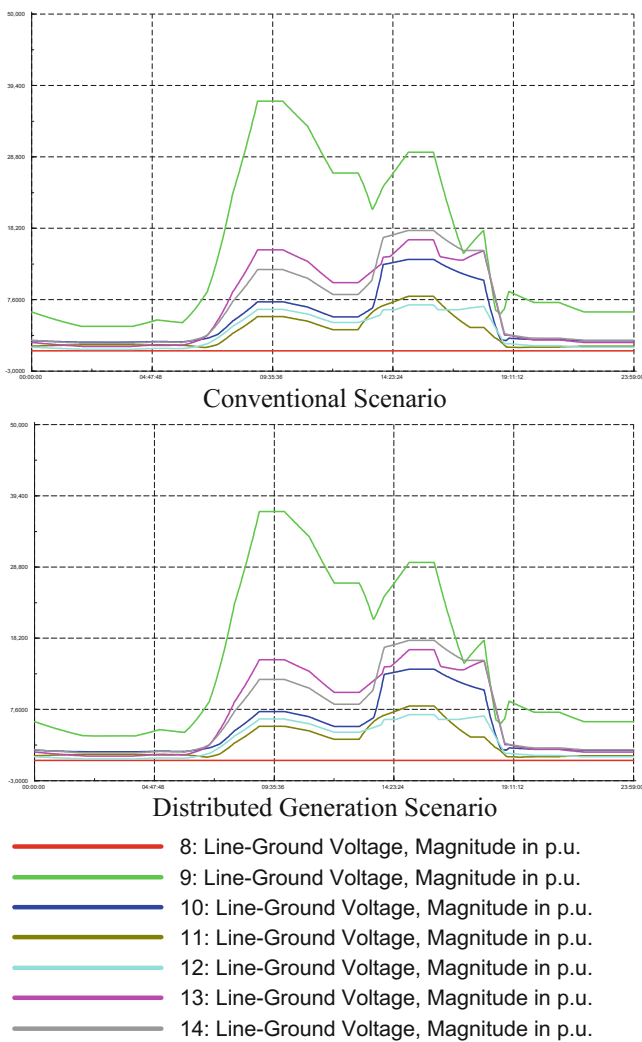 50,000
39,400
28,800
18,200
7,6000
-3,0000
00:00:00 04:47:48 09:35:36 14:23:24 19:11:12 23:59:00
Conventional Scenario
50,000
39,400
28,800
18,200
7,6000
-3,0000
00:00:00 04:47:48 09:35:36 14:23:24 19:11:12 23:59:00
Distributed Generation Scenario
8: Line-Ground Voltage, Magnitude in p.u.
9: Line-Ground Voltage, Magnitude in p.u.
10: Line-Ground Voltage, Magnitude in p.u.
11: Line-Ground Voltage, Magnitude in p.u.
12: Line-Ground Voltage, Magnitude in p.u.
13: Line-Ground Voltage, Magnitude in p.u.
14: Line-Ground Voltage, Magnitude in p.u.